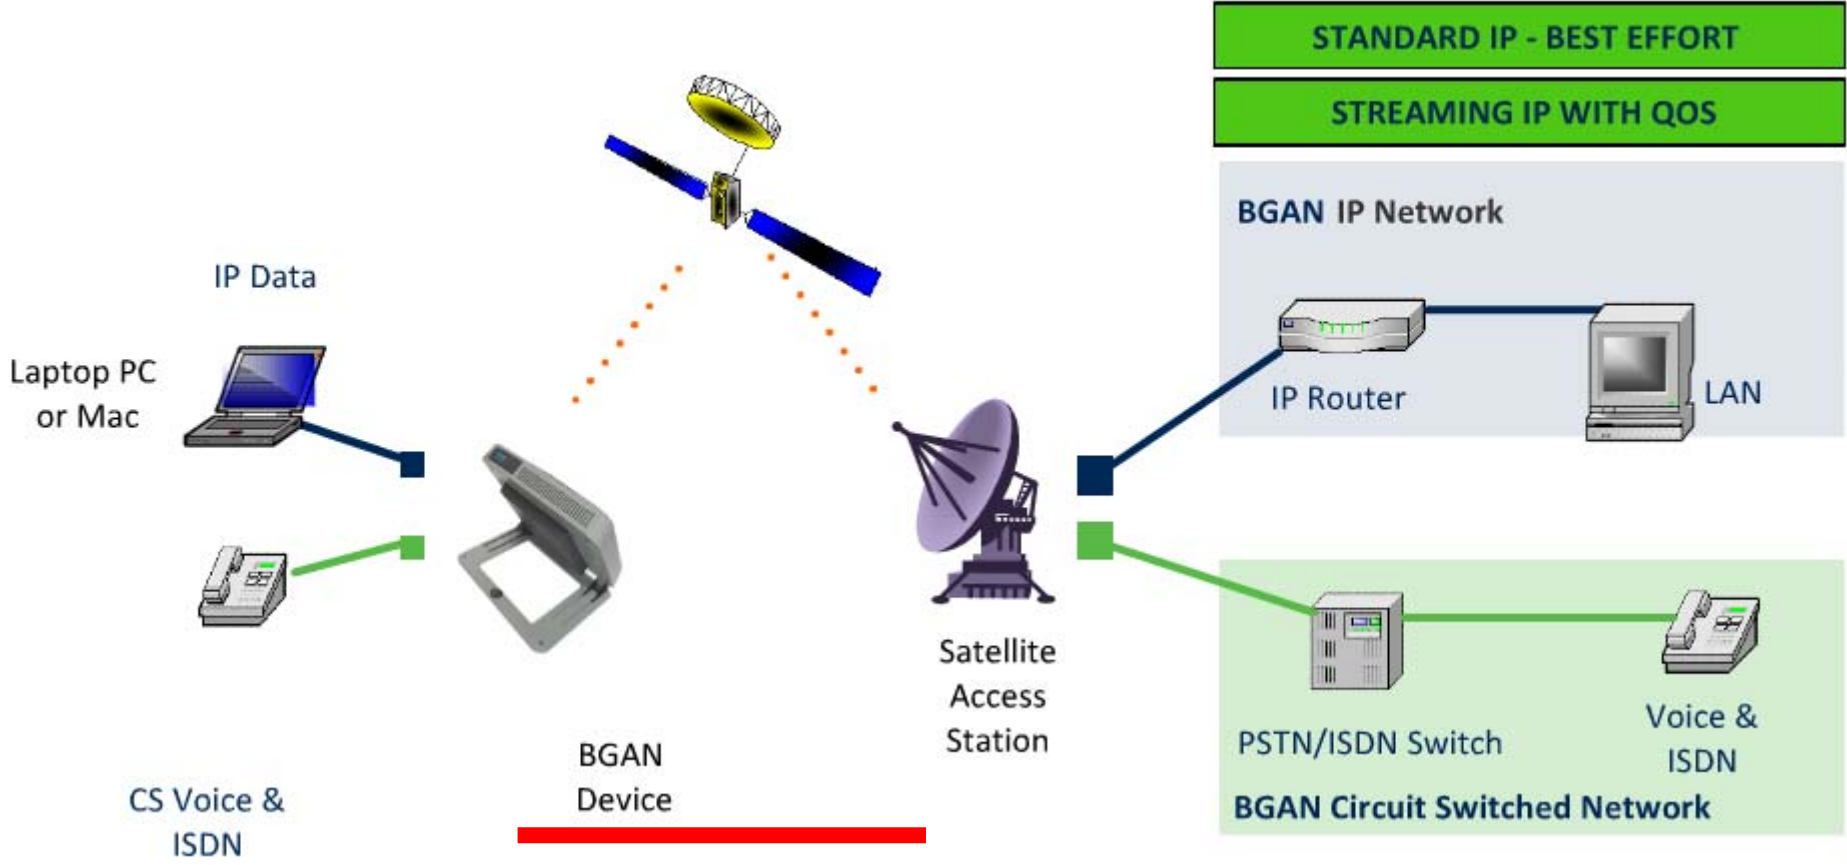 STANDARD IP - BEST EFFORT
STREAMING IP WITH QOS
BGAN IP Network
IP Data
Laptop PC
or Mac
IP Router
LAN
Satellite
Access
Station
PSTN/ISDN Switch
Voice &
ISDN
BGAN
Device
CS Voice &
ISDN
BGAN Circuit Switched Network